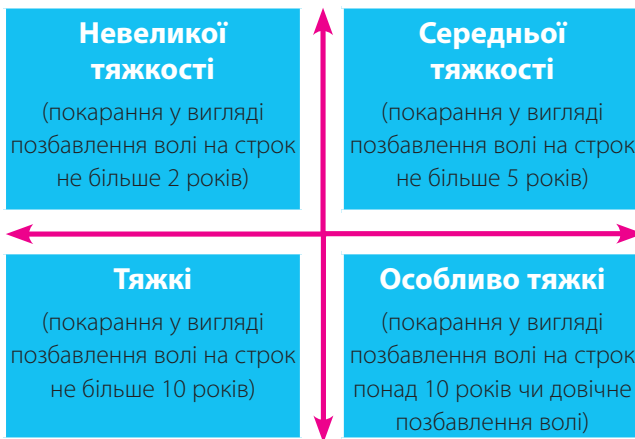 Невеликої
тяжкості
(покарання у вигляді
позбавлення волі на строк
не більше 2 років)
Середньої
тяжкості
(покарання у вигляді
позбавлення волі на строк
не більше 5 років)
Тяжкі
(покарання у вигляді
позбавлення волі на строк
не більше 10 років)
Особливо тяжкі
(покарання у вигляді
позбавлення волі на строк
понад 10 років чи довічне
позбавлення волі)